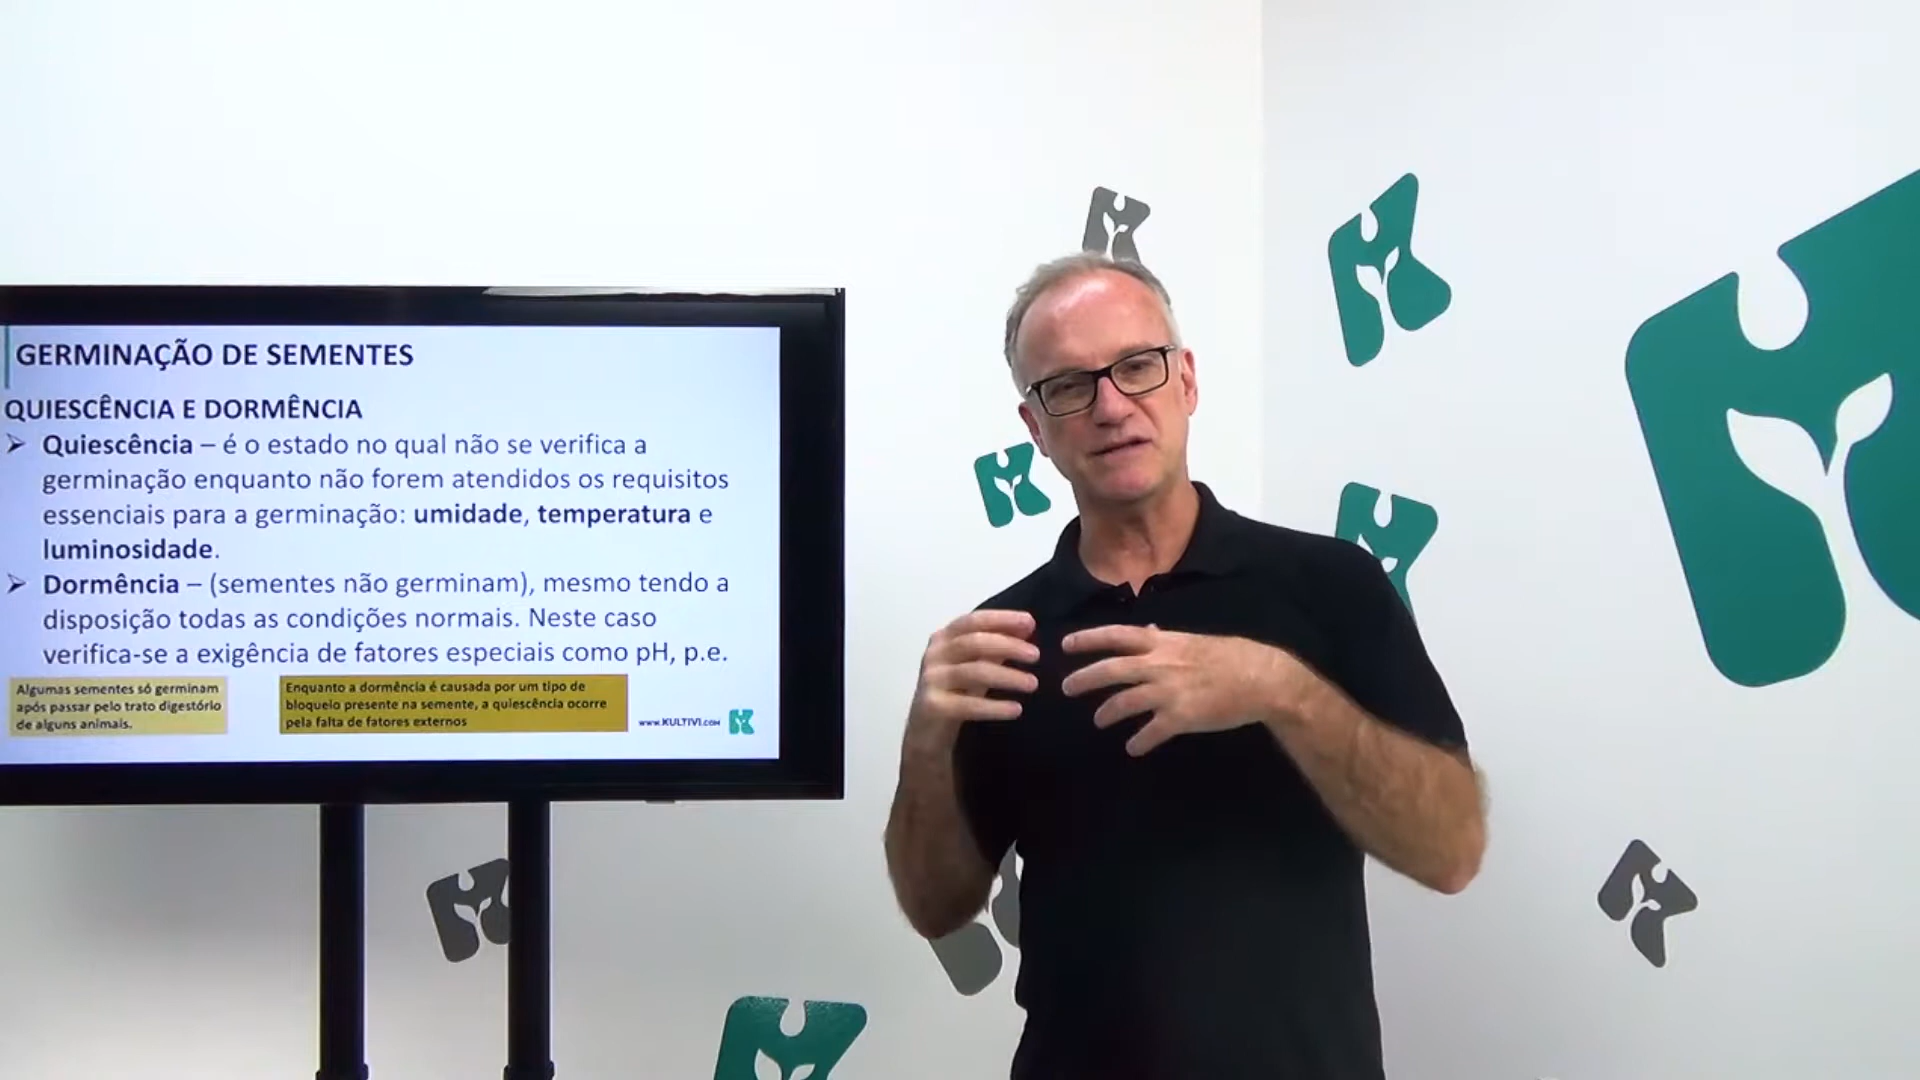 GERMINAÇÃO DE SEMENTES
QUIESCÊNCIA E DORMÊNCIA
➢ Quiescência – é o estado no qual não se verifica a
germinação enquanto não forem atendidos os requisitos
essenciais para a germinação: umidade, temperatura e
luminosidade.
➢ Dormência – (sementes não germinam), mesmo tendo a
disposição todas as condições normais. Neste caso
verifica-se a exigência de fatores especiais como pH, p.e.
Algumas sementes só germinam
após passar pelo trato digestório
de alguns animais.
Enquanto a dormência é causada por um tipo de
bloqueio presente na semente, a quiescência ocorre
pela falta de fatores externos
www.KULTIVI.COM